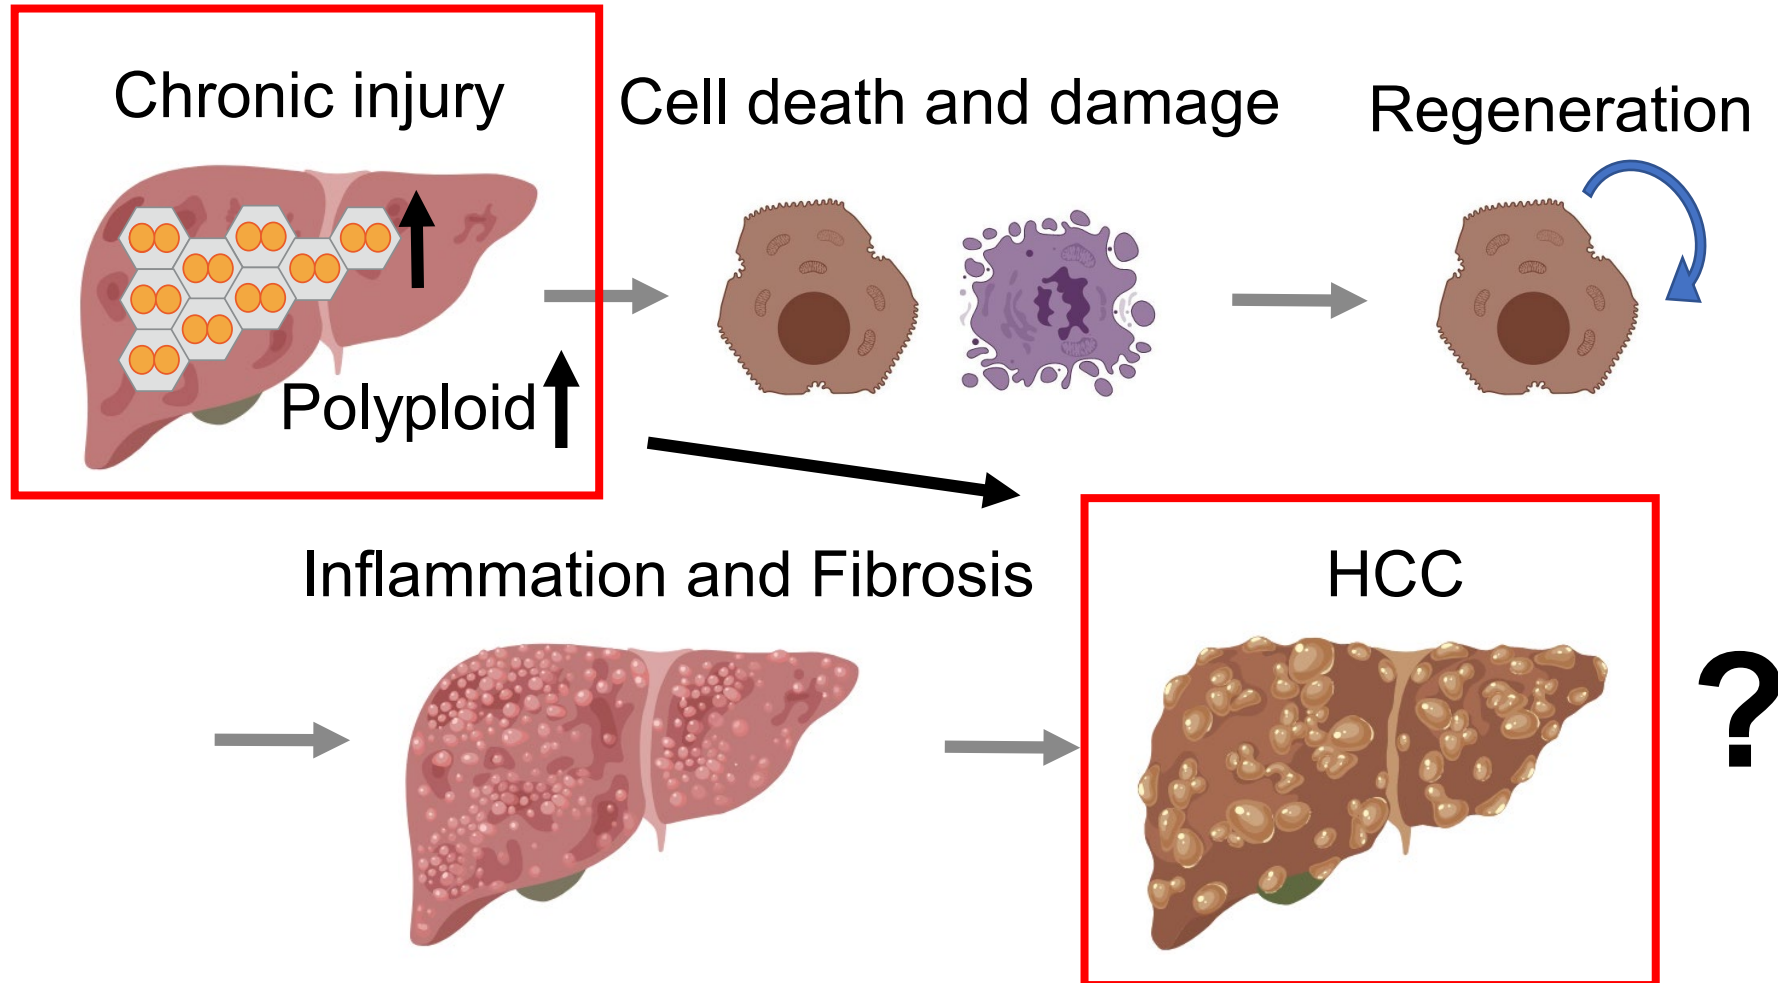 Chronic injury
Cell death and damage
Regeneration
Polyploid
Inflammation and Fibrosis
HCC
?